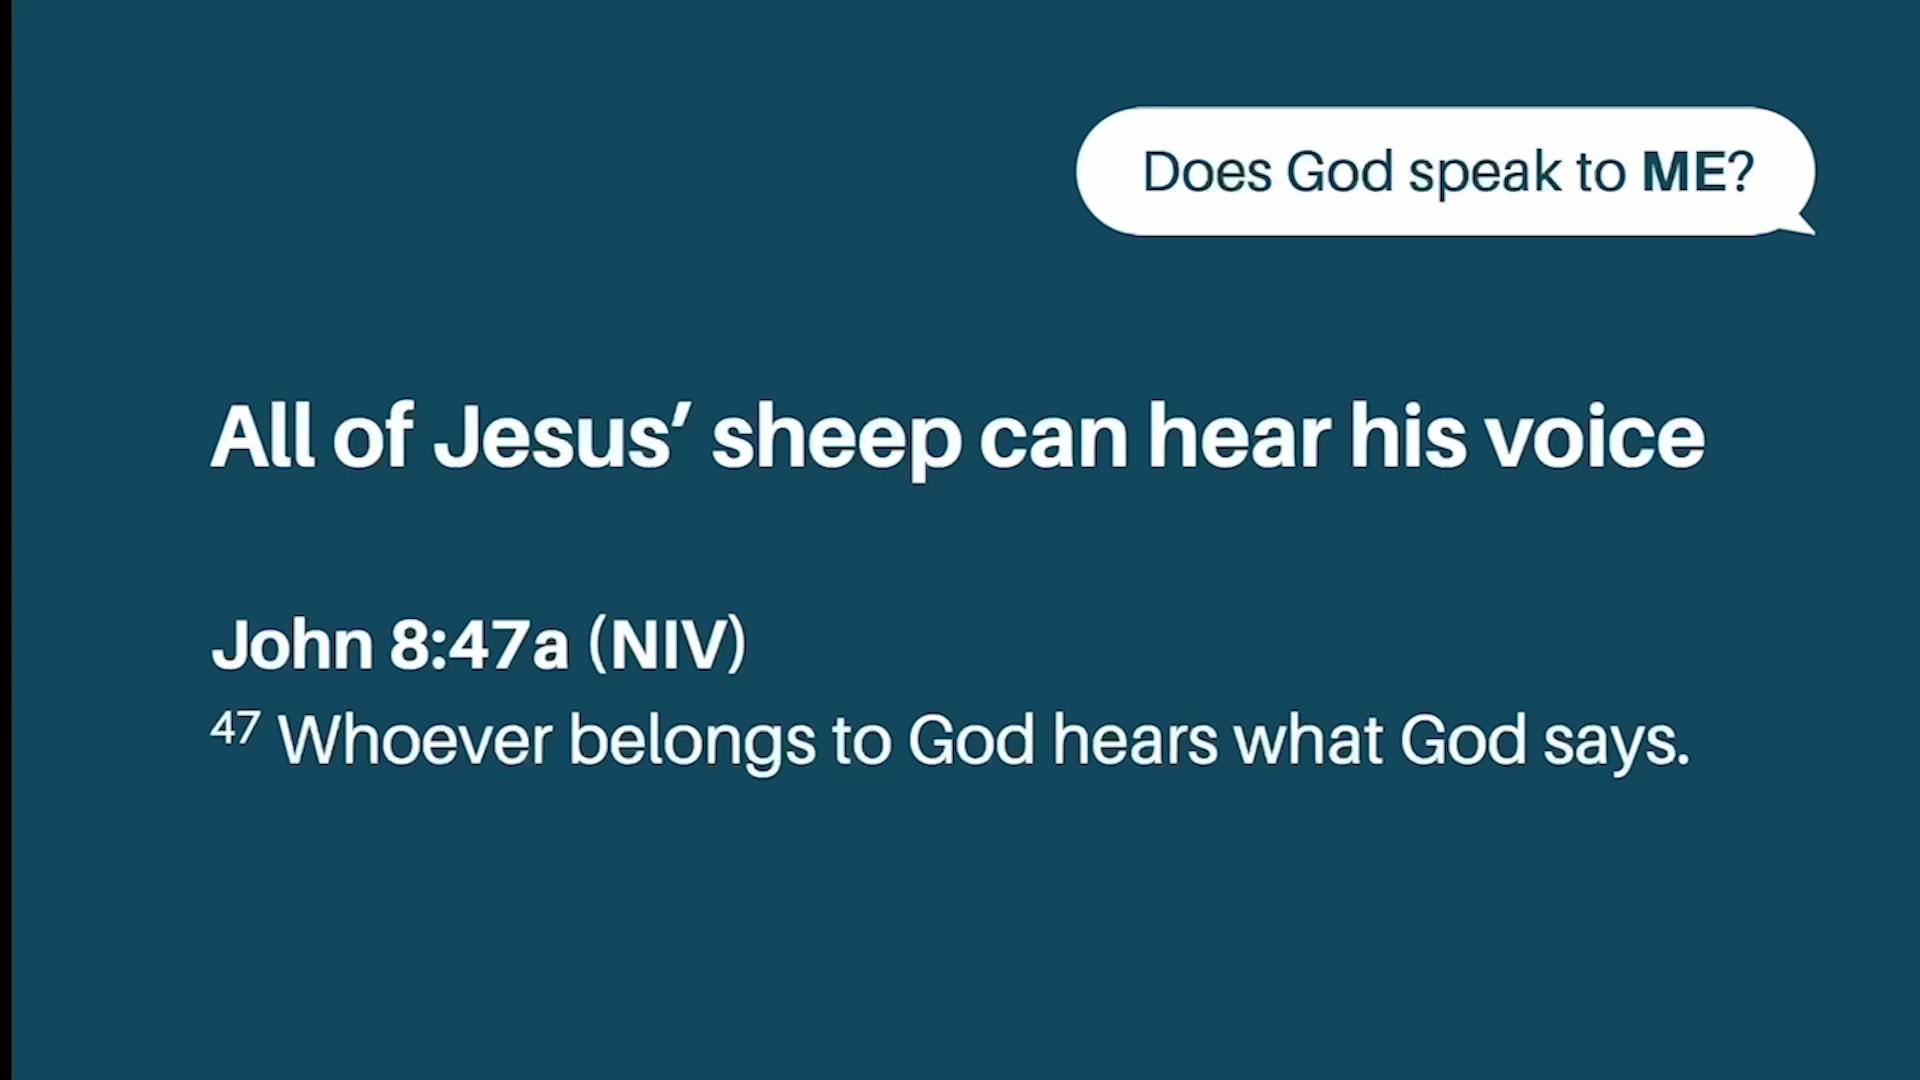 Does God speak to ME?
All of Jesus’ sheep can hear his voice
John 8:47a (NIV)
47 Whoever belongs to God hears what God says.